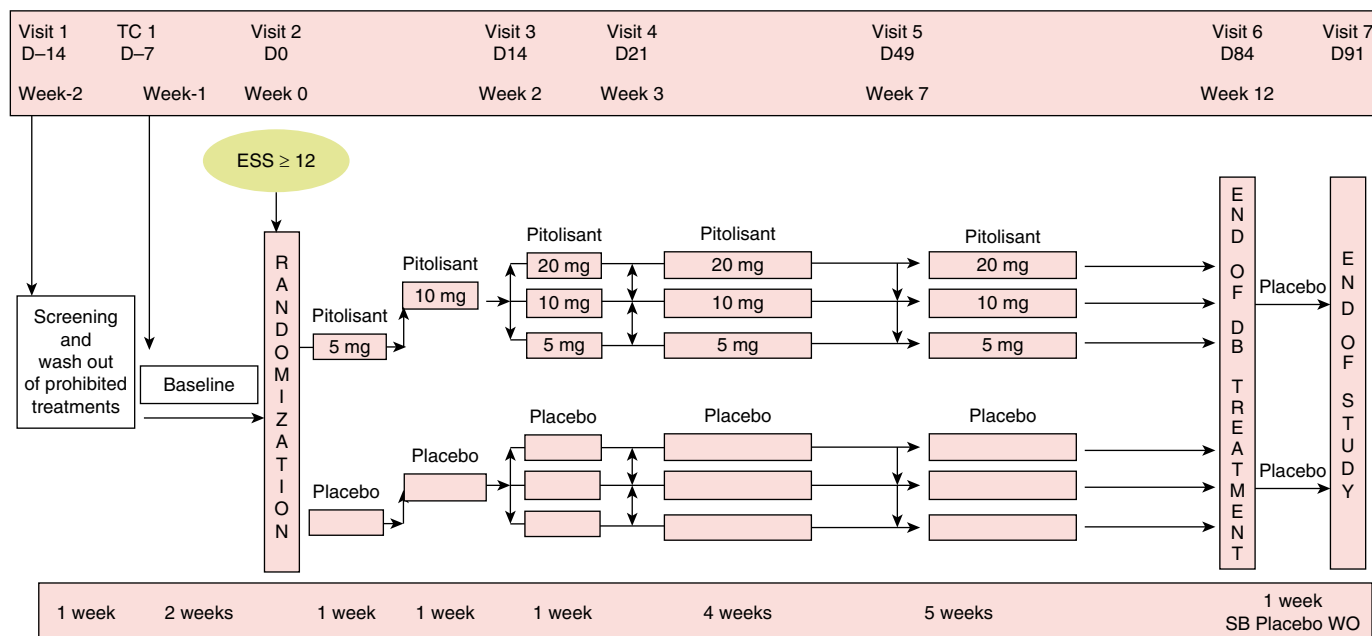 Visit 1
D–14
TC 1
D–7
Visit 2
D0
Visit 3
D14
Visit 4
D21
Visit 5
D49
Visit 6
D84
Visit 7
D91
Week-2
Week-1
Week 0
Week 2
Week 3
Week 7
Week 12
ESS ≥ 12
Screening
and
wash out
of prohibited
treatments
Baseline
RANDOMIZATION
Pitolisant
5 mg
Pitolisant
10 mg
Pitolisant
20 mg
10 mg
5 mg
Pitolisant
20 mg
10 mg
5 mg
Pitolisant
20 mg
10 mg
5 mg
Placebo
Placebo
Placebo
Placebo
Placebo
END OF DB TREATMENT
Placebo
Placebo
END OF STUDY
1 week
2 weeks
1 week
1 week
1 week
4 weeks
5 weeks
1 week
SB Placebo WO